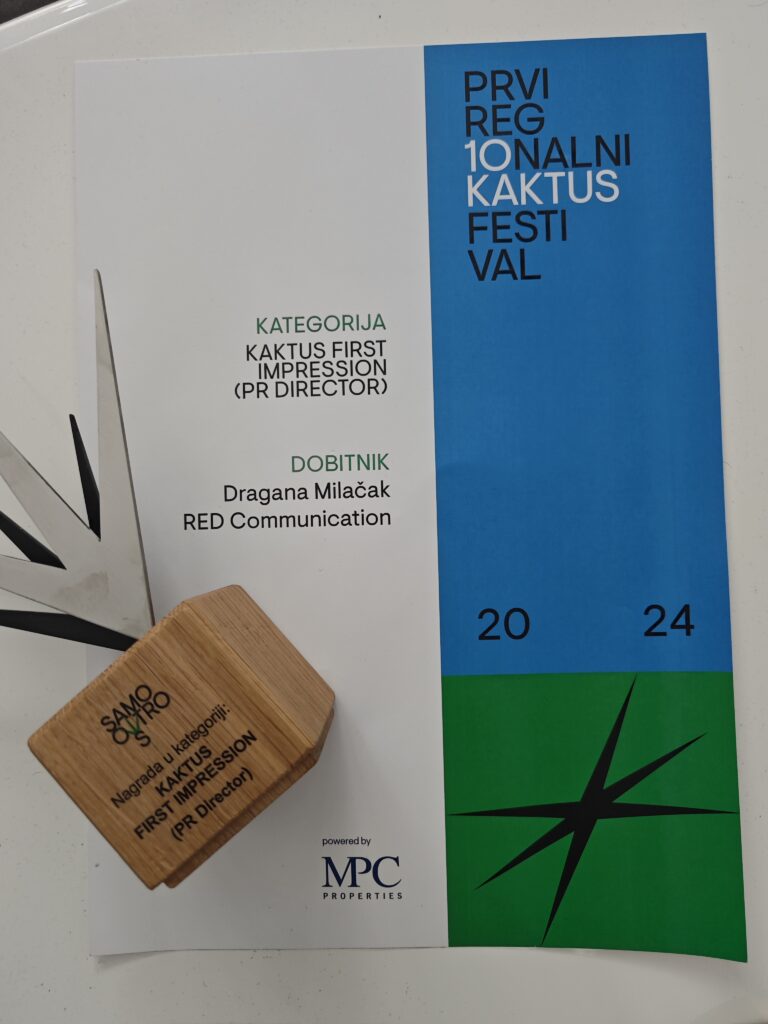 PRVI
REG
10NALNI
KAKTUS
FESTI
VAL
KATEGORIJA
KAKTUS FIRST
IMPRESSION
(PR DIRECTOR)
DOBITNIK
Dragana Milačak
RED Communication
20 24
SAMO
OŠTRO
S
Nagrada u kategoriji:
KAKTUS
FIRST IMPRESSION
(PR Director)
powered by
MPC
PROPERTIES